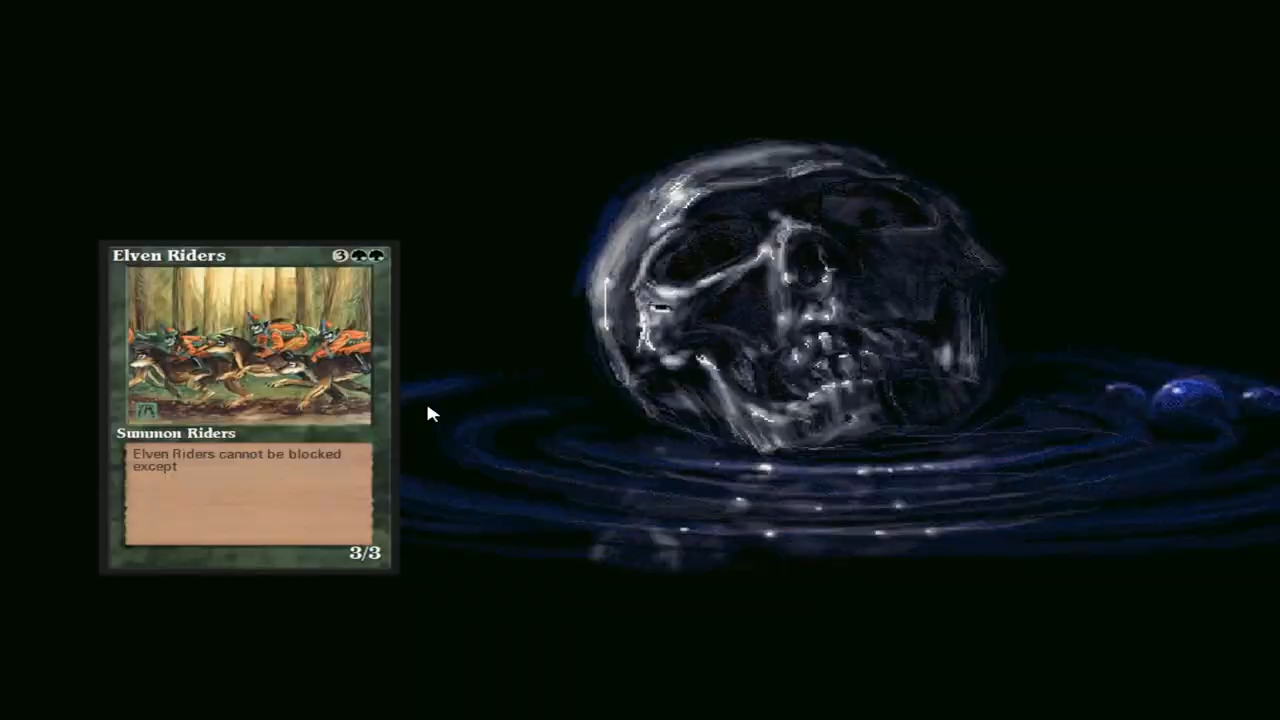 Elven Riders 3
Summon Riders
Elven Riders cannot be blocked
except
3/3